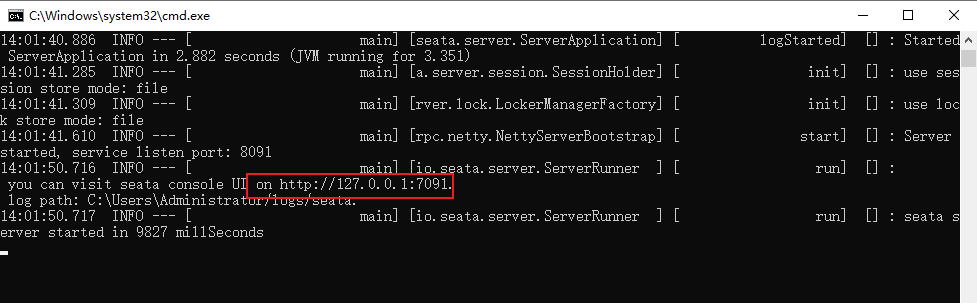 C:\Windows\system32\cmd.exe
14:01:40.886  INFO --- [                     main] [seata.server.ServerApplication] [          logStarted]  [] : Started
 ServerApplication in 2.882 seconds (JVM running for 3.351)
14:01:41.285  INFO --- [                     main] [a.server.session.SessionHolder] [                init]  [] : use ses
sion store mode: file
14:01:41.309  INFO --- [                     main] [rver.lock.LockerManagerFactory] [                init]  [] : use loc
k store mode: file
14:01:41.610  INFO --- [                     main] [rpc.netty.NettyServerBootstrap] [               start]  [] : Server
started, service listen port: 8091
14:01:50.716  INFO --- [                     main] [io.seata.server.ServerRunner  ] [                 run]  [] :
 you can visit seata console UI on http://127.0.0.1:7091.
 log path: C:\Users\Administrator/logs/seata.
14:01:50.717  INFO --- [                     main] [io.seata.server.ServerRunner  ] [                 run]  [] : seata s
erver started in 9827 millSeconds